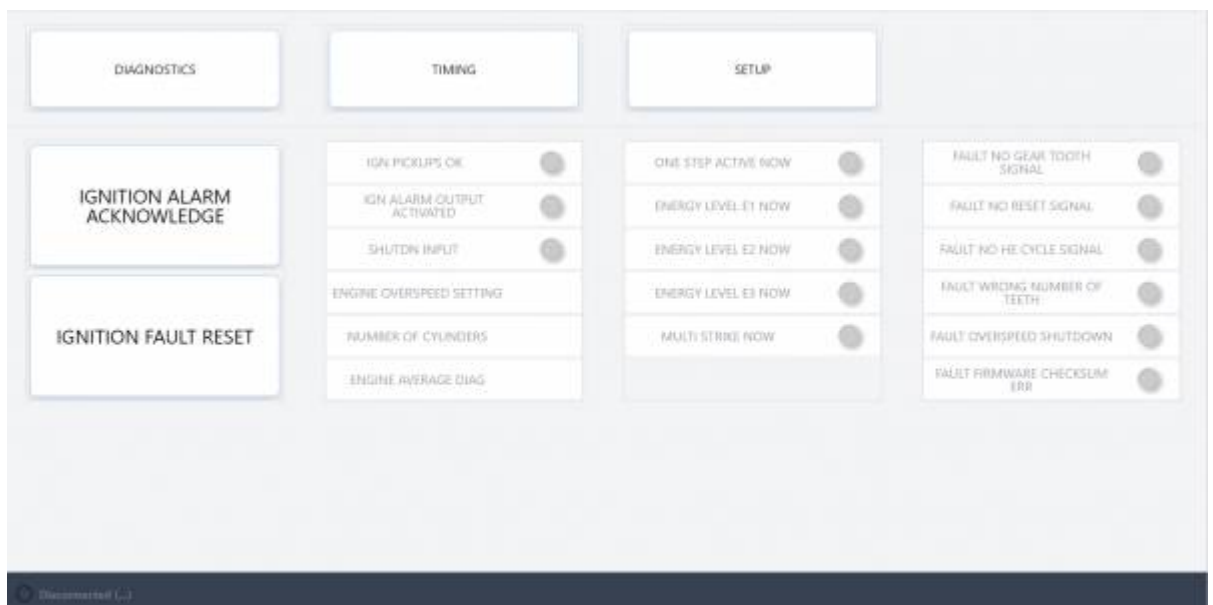 DIAGNOSTICS
TIMING
SETUP
IGNITION ALARM
ACKNOWLEDGE
IGNITION FAULT RESET
IGN PICKUPS OK
IGN ALARM OUTPUT
ACTIVATED
SHUTDN INPUT
ENGINE OVERSPEED SETTING
NUMBER OF CYLINDERS
ENGINE AVERAGE DIAG
ONE STEP ACTIVE NOW
ENERGY LEVEL E1 NOW
ENERGY LEVEL E2 NOW
ENERGY LEVEL E3 NOW
MULTI STRIKE NOW
FAULT NO GEAR TOOTH
SIGNAL
FAULT NO RESET SIGNAL
FAULT NO HE CYCLE SIGNAL
FAULT WRONG NUMBER OF
TEETH
FAULT OVERSPEED SHUTDOWN
FAULT FIRMWARE CHECKSUM
ERR
Disconnected (...)